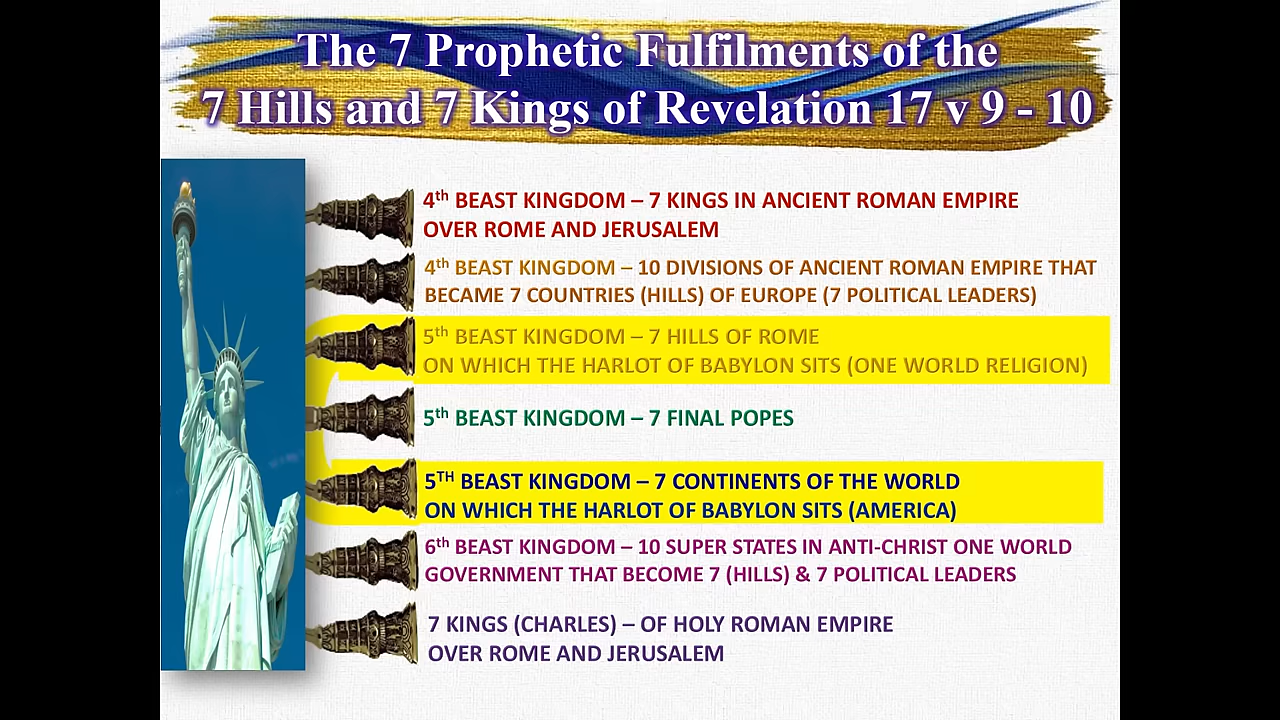 The 7 Prophetic Fulfilments of the
7 Hills and 7 Kings of Revelation 17 v 9 - 10
4th BEAST KINGDOM – 7 KINGS IN ANCIENT ROMAN EMPIRE
OVER ROME AND JERUSALEM
4th BEAST KINGDOM – 10 DIVISIONS OF ANCIENT ROMAN EMPIRE THAT
BECAME 7 COUNTRIES (HILLS) OF EUROPE (7 POLITICAL LEADERS)
5th BEAST KINGDOM – 7 HILLS OF ROME
ON WHICH THE HARLOT OF BABYLON SITS (ONE WORLD RELIGION)
5th BEAST KINGDOM – 7 FINAL POPES
5TH BEAST KINGDOM – 7 CONTINENTS OF THE WORLD
ON WHICH THE HARLOT OF BABYLON SITS (AMERICA)
6th BEAST KINGDOM – 10 SUPER STATES IN ANTI-CHRIST ONE WORLD
GOVERNMENT THAT BECOME 7 (HILLS) & 7 POLITICAL LEADERS
7 KINGS (CHARLES) – OF HOLY ROMAN EMPIRE
OVER ROME AND JERUSALEM